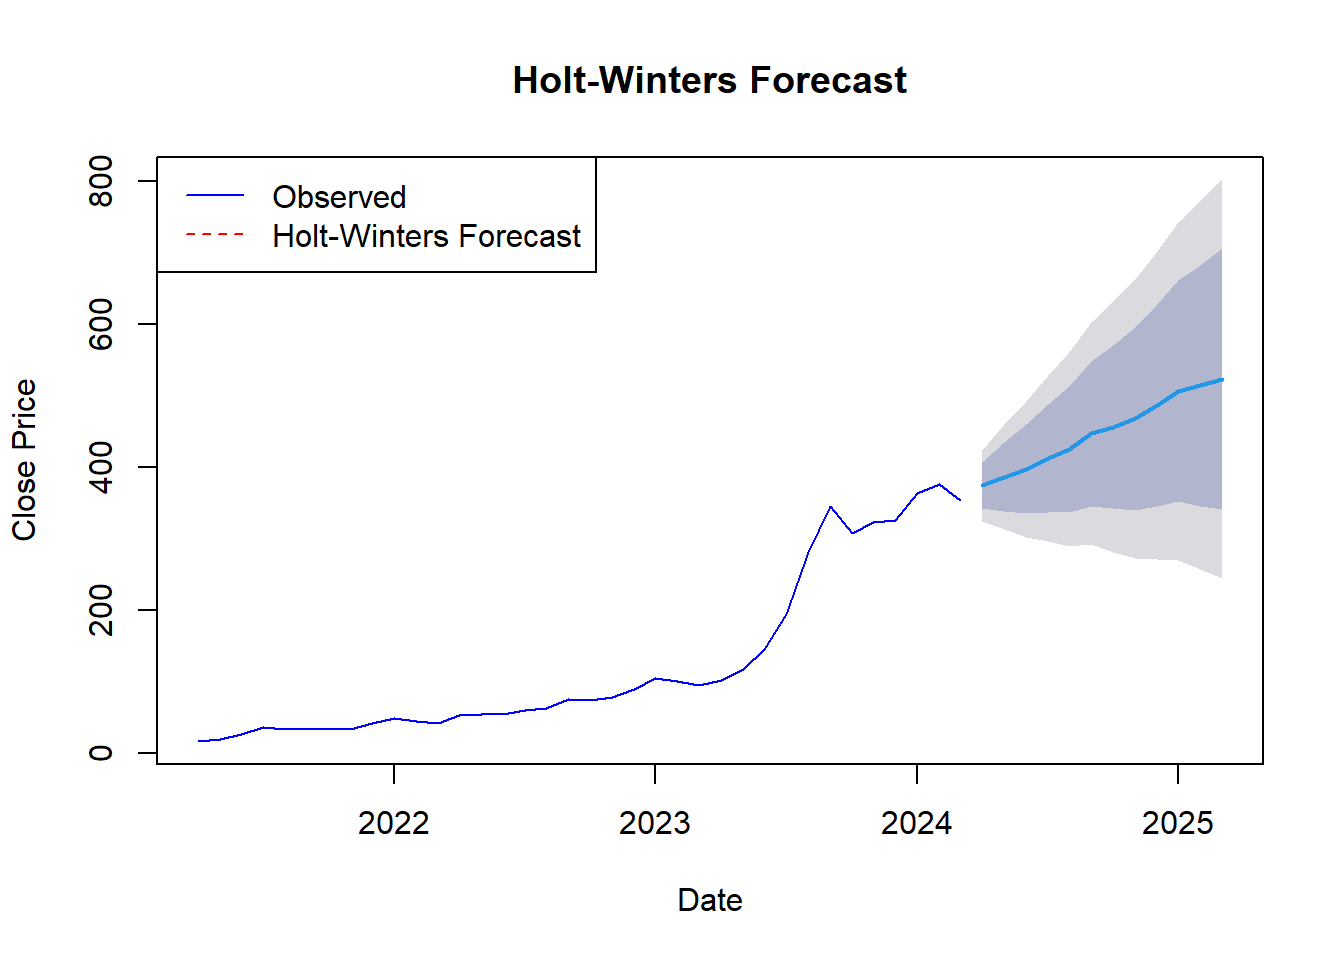 Holt-Winters Forecast
Observed
Holt-Winters Forecast
Close Price
800
600
400
200
0
2022
2023
2024
2025
Date